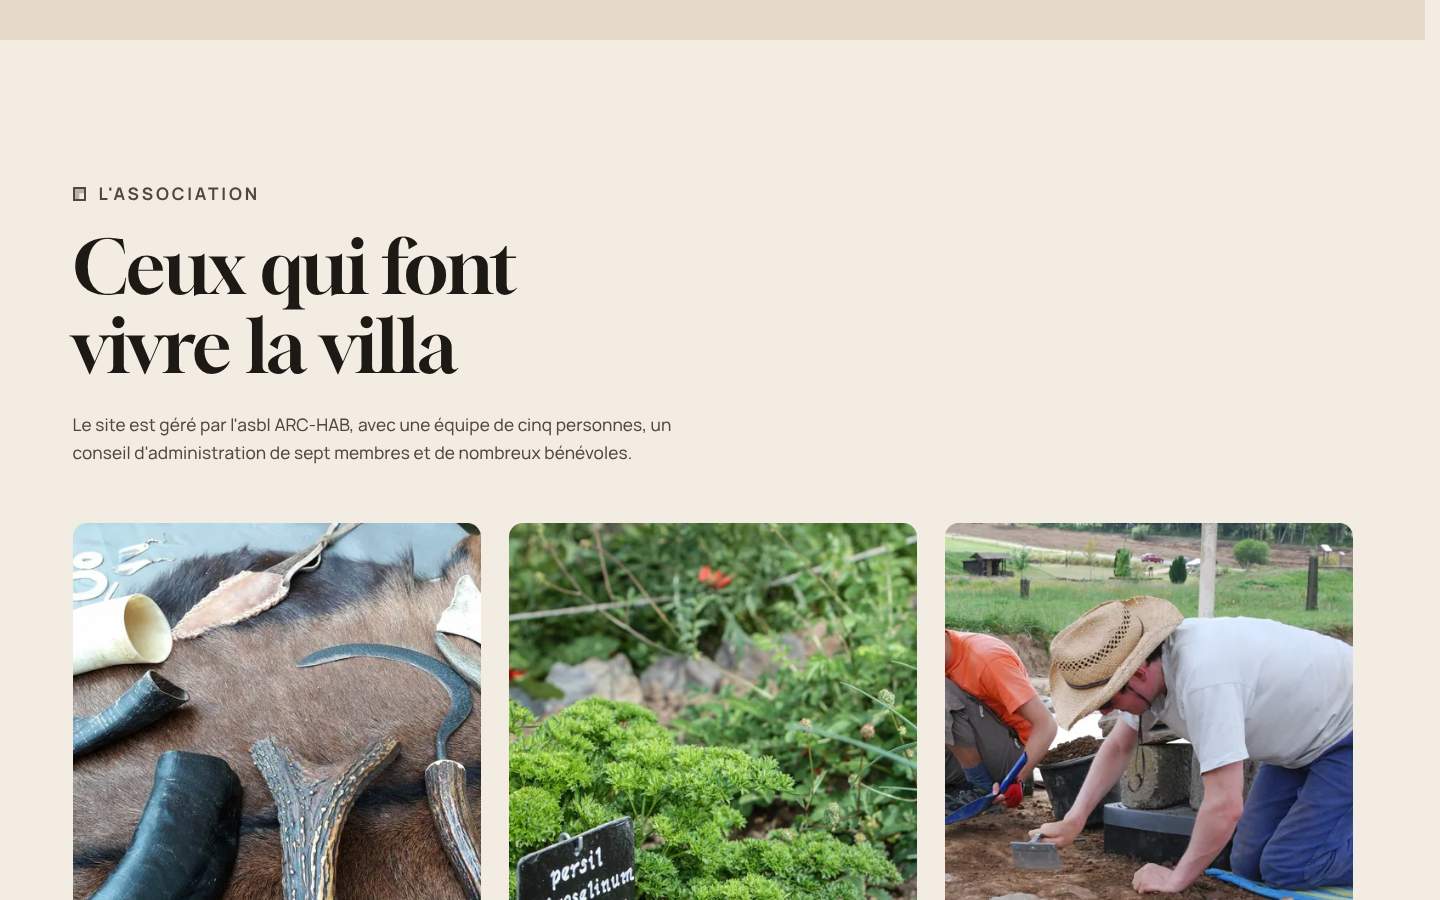 L'ASSOCIATION
Ceux qui font
vivre la villa
Le site est géré par l'asbl ARC-HAB, avec une équipe de cinq personnes, un
conseil d'administration de sept membres et de nombreux bénévoles.
persil